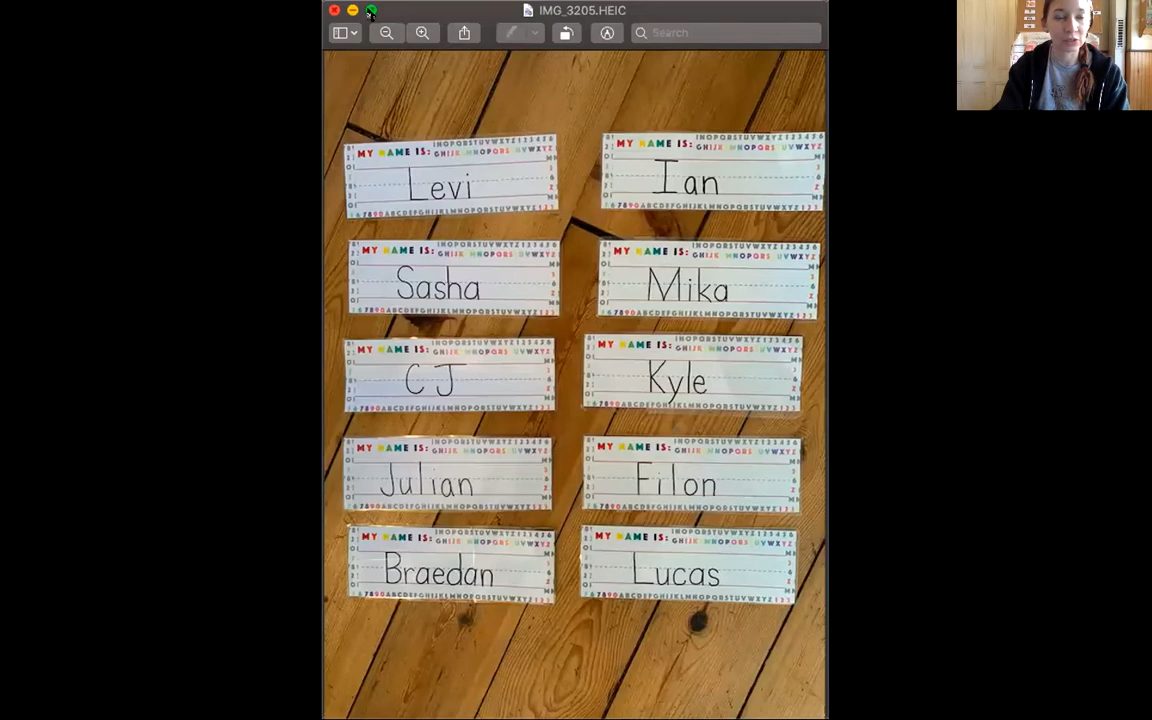 IMG_3205.HEIC
Search
MY NAME IS:
Levi
MY NAME IS:
Ian
MY NAME IS:
Sasha
MY NAME IS:
Mika
MY NAME IS:
CJ
MY NAME IS:
Kyle
MY NAME IS:
Julian
MY NAME IS:
Filon
MY NAME IS:
Braedan
MY NAME IS:
Lucas